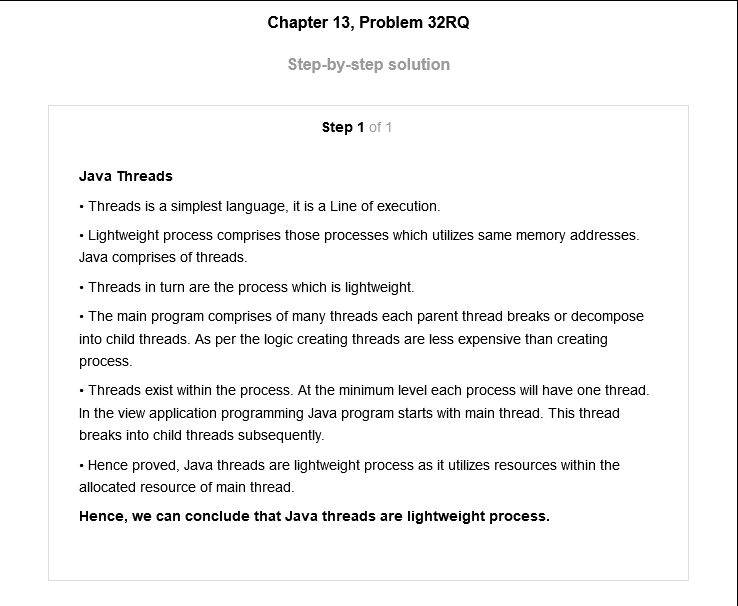 Chapter 13, Problem 32RQ
Step-by-step solution
Step 1 of 1
Java Threads
• Threads is a simplest language, it is a Line of execution.
• Lightweight process comprises those processes which utilizes same memory addresses.
Java comprises of threads.
• Threads in turn are the process which is lightweight.
• The main program comprises of many threads each parent thread breaks or decompose
into child threads. As per the logic creating threads are less expensive than creating
process.
• Threads exist within the process. At the minimum level each process will have one thread.
In the view application programming Java program starts with main thread. This thread
breaks into child threads subsequently.
• Hence proved, Java threads are lightweight process as it utilizes resources within the
allocated resource of main thread.
Hence, we can conclude that Java threads are lightweight process.